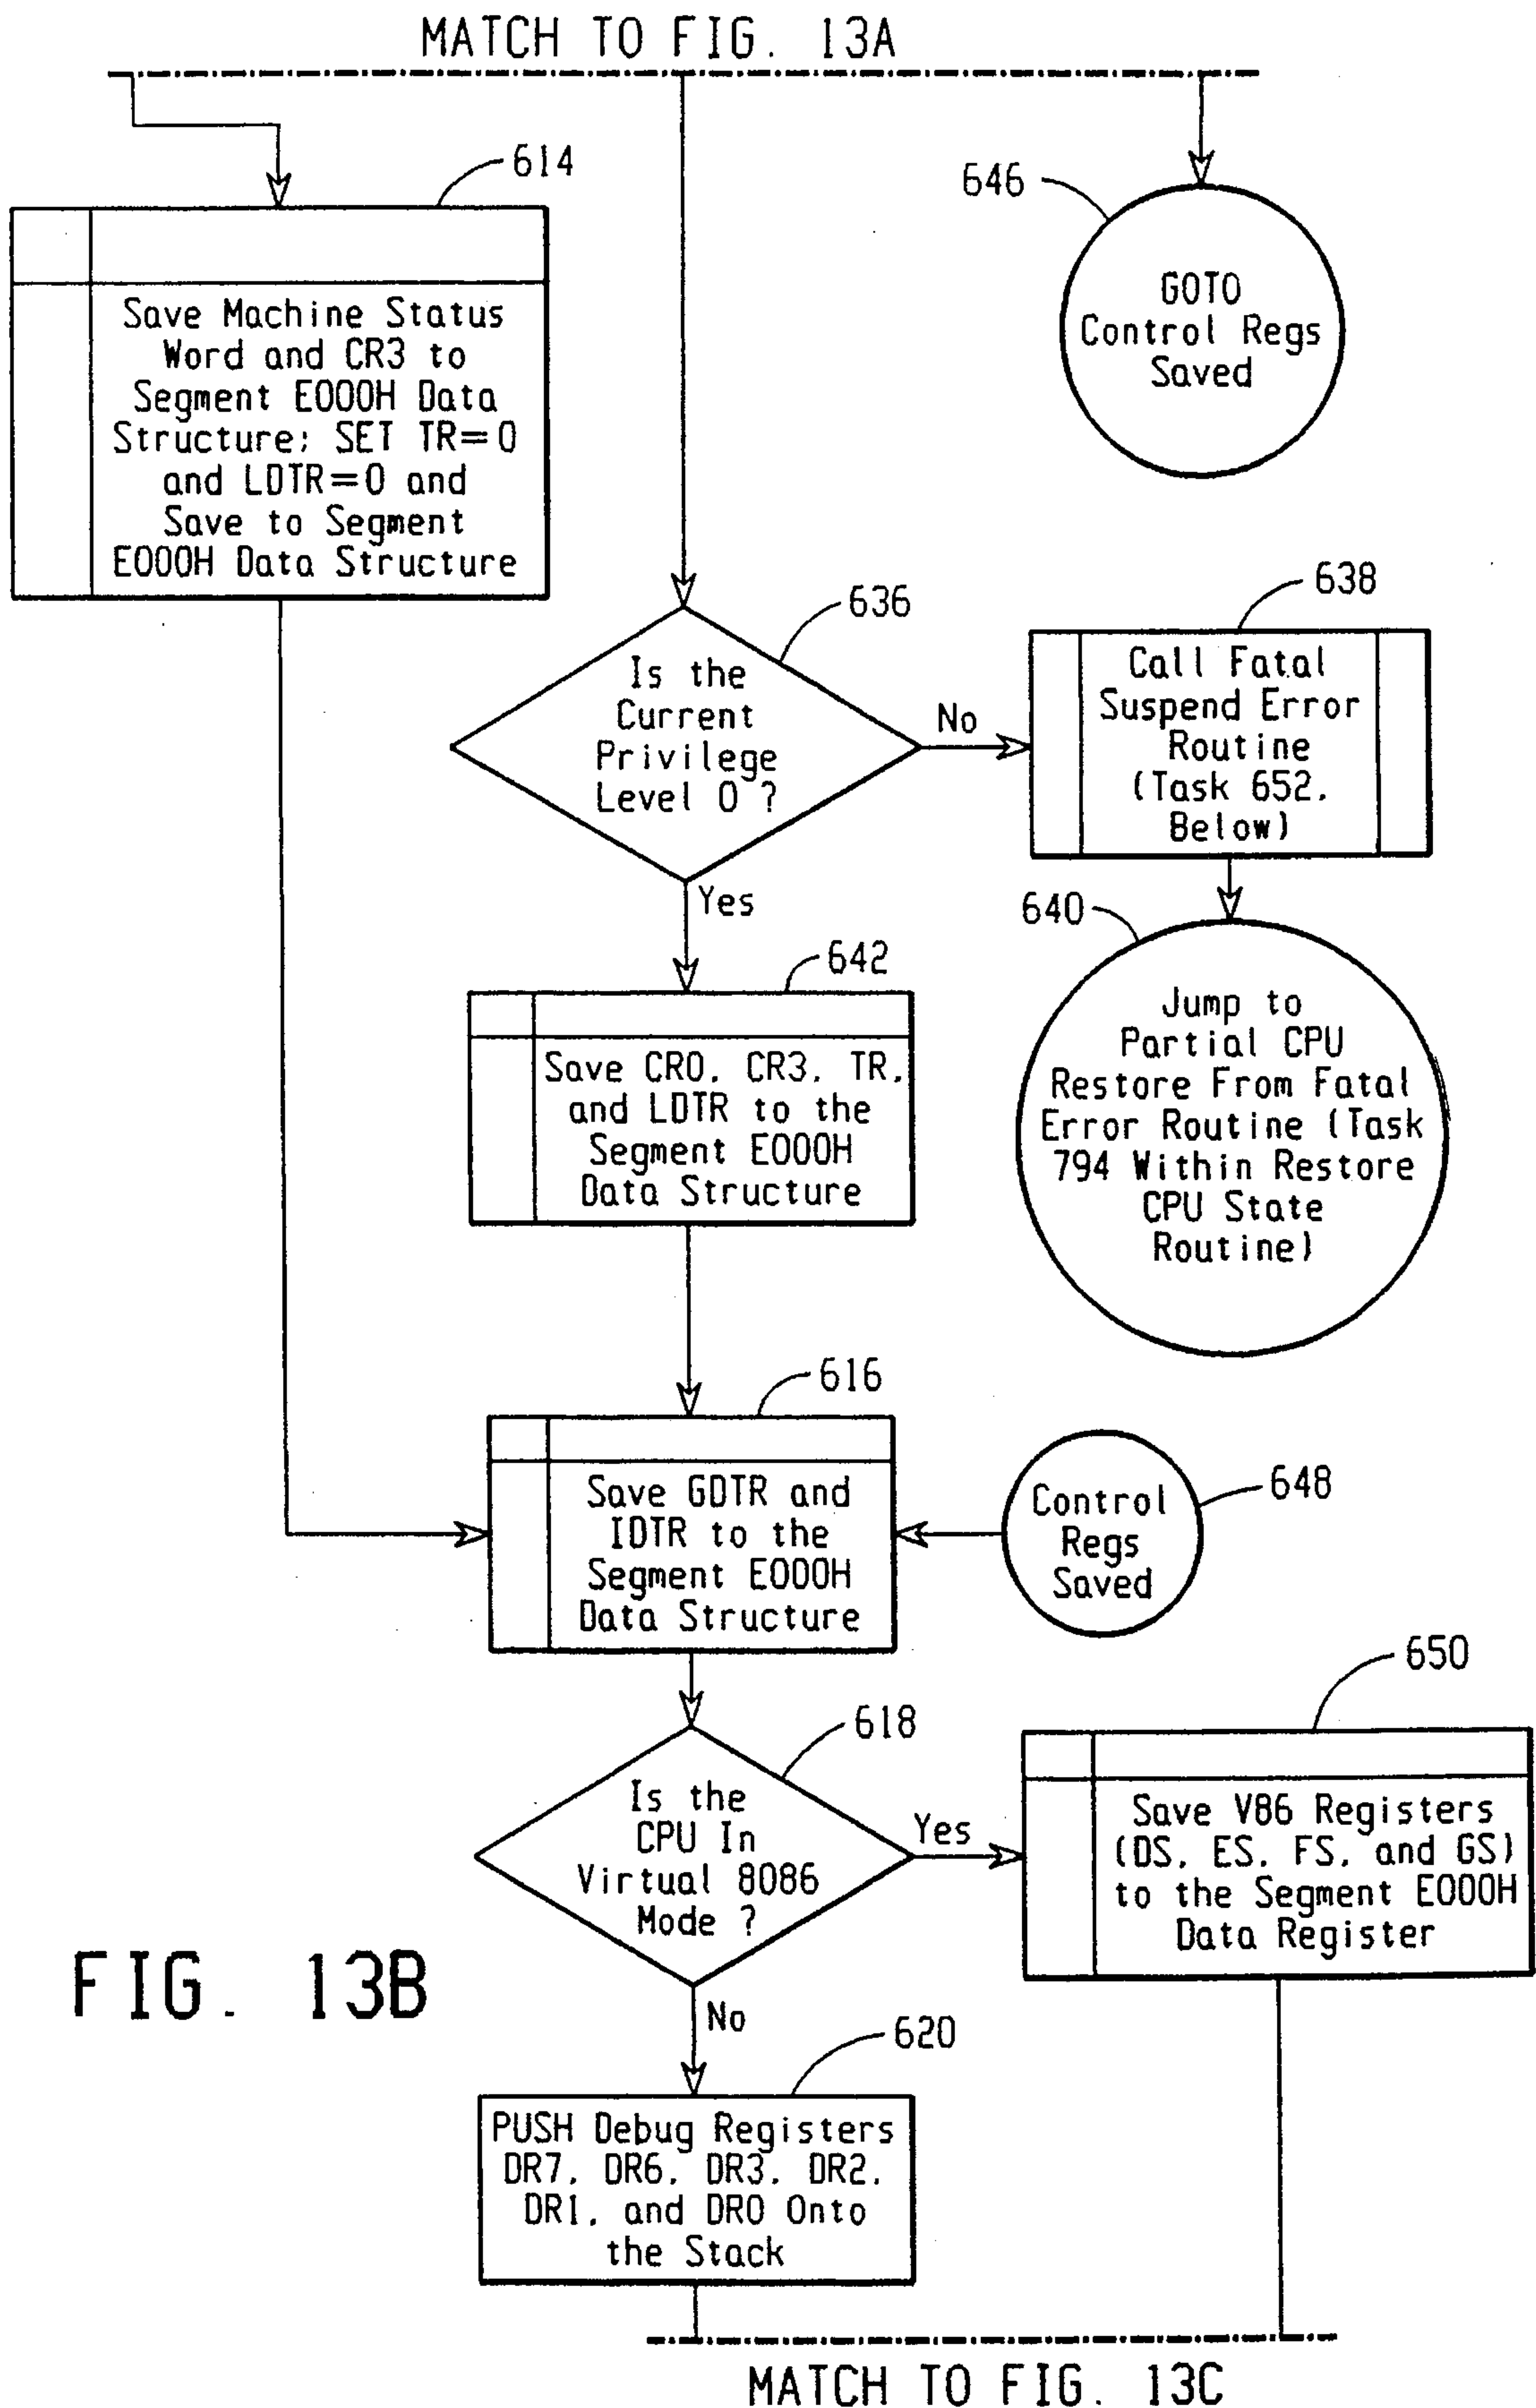 MATCH TO FIG. 13A
614
Save Machine Status
Word and CR3 to
Segment E000H Data
Structure; SET TR=0
and LDTR=0 and
Save to Segment
E000H Data Structure
646
GOTO
Control Regs
Saved
636
Is the
Current
Privilege
Level 0 ?
No
Yes
638
Call Fatal
Suspend Error
Routine
(Task 652,
Below)
640
Jump to
Partial CPU
Restore From Fatal
Error Routine (Task
794 Within Restore
CPU State
Routine)
642
Save CR0, CR3, TR,
and LDTR to the
Segment E000H
Data Structure
616
Save GDTR and
IDTR to the
Segment E000H
Data Structure
648
Control
Regs
Saved
618
Is the
CPU In
Virtual 8086
Mode ?
Yes
No
650
Save V86 Registers
(DS, ES, FS, and GS)
to the Segment E000H
Data Register
FIG. 13B
620
PUSH Debug Registers
DR7, DR6, DR3, DR2,
DR1, and DR0 Onto
the Stack
MATCH TO FIG. 13C